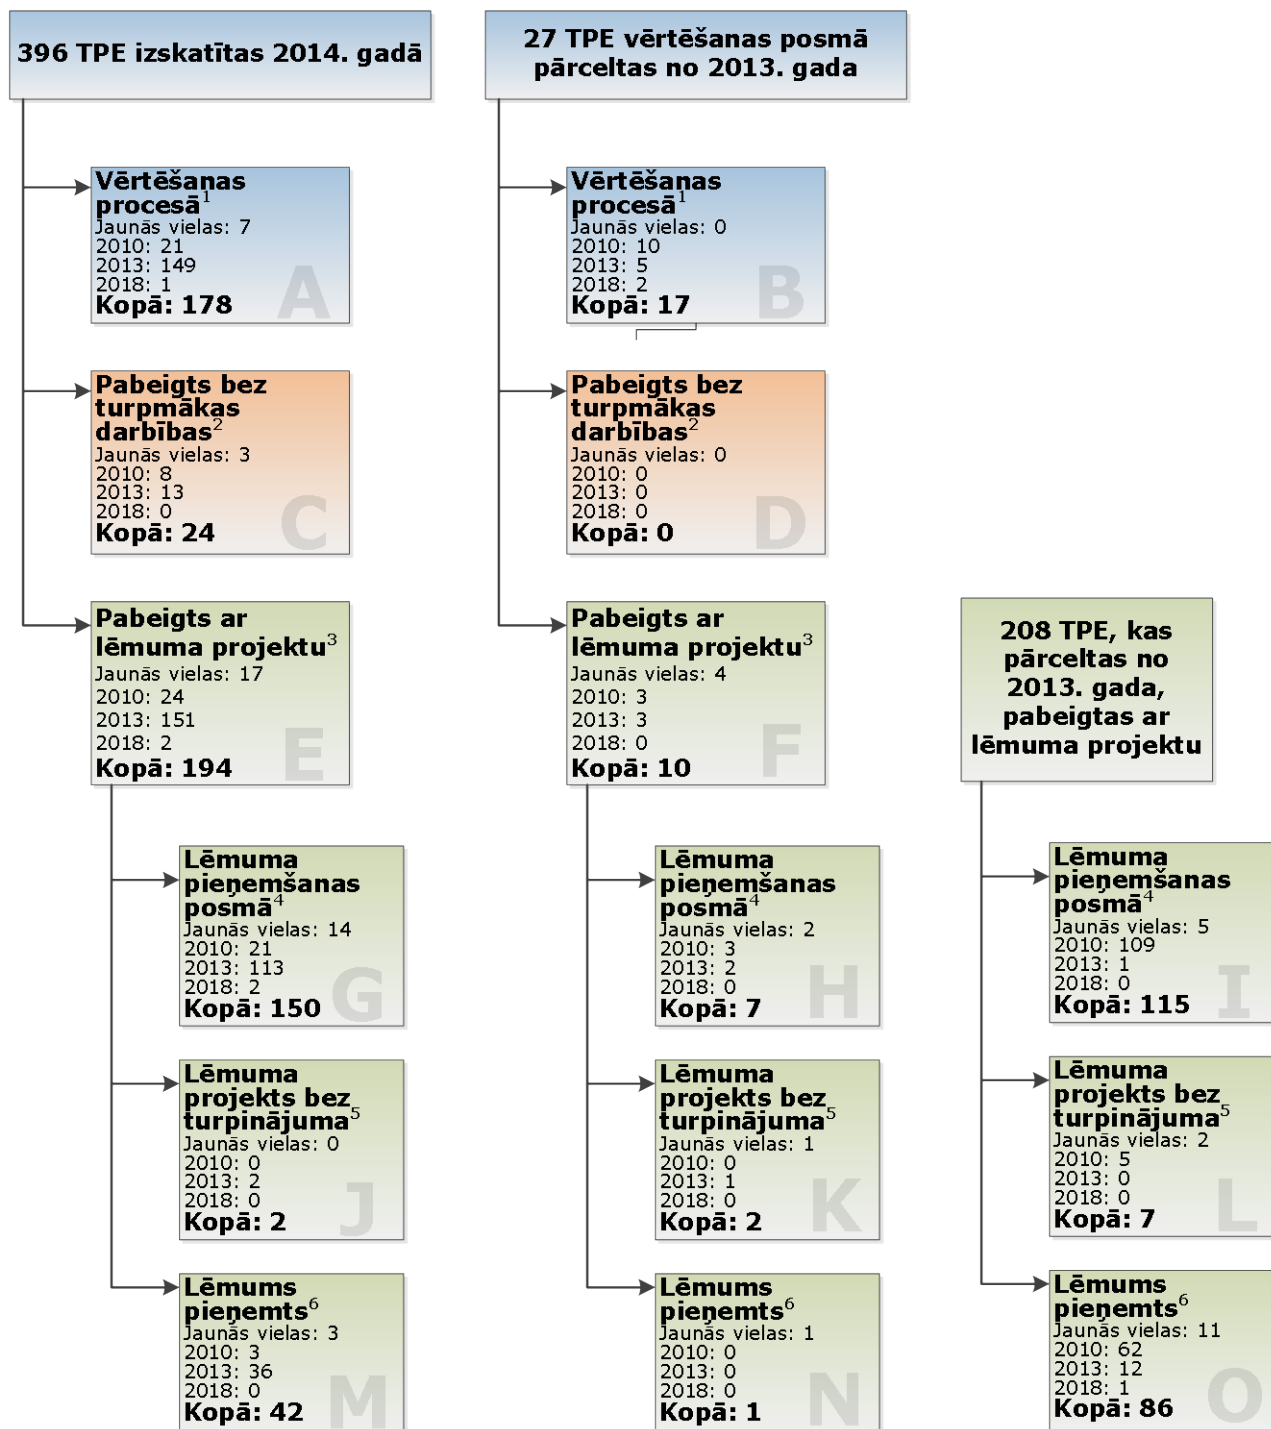 396 TPE izskatītas 2014. gadā
27 TPE vērtēšanas posmā
pārceltas no 2013. gada
Vērtēšanas
procesā1
Jaunās vielas: 7
2010: 21
2013: 149
2018: 1
Kopā: 178
A
Vērtēšanas
procesā1
Jaunās vielas: 0
2010: 10
2013: 5
2018: 2
Kopā: 17
B
Pabeigts bez
turpmākas
darbības2
Jaunās vielas: 3
2010: 8
2013: 13
2018: 0
Kopā: 24
C
Pabeigts bez
turpmākas
darbības2
Jaunās vielas: 0
2010: 0
2013: 0
2018: 0
Kopā: 0
D
Pabeigts ar
lēmuma projektu3
Jaunās vielas: 17
2010: 24
2013: 151
2018: 2
Kopā: 194
E
Pabeigts ar
lēmuma projektu3
Jaunās vielas: 4
2010: 3
2013: 3
2018: 0
Kopā: 10
F
208 TPE, kas
pārceltas no
2013. gada,
pabeigtas ar
lēmuma projektu
Lēmuma
pieņemšanas
posmā4
Jaunās vielas: 14
2010: 21
2013: 113
2018: 2
Kopā: 150
G
Lēmuma
pieņemšanas
posmā4
Jaunās vielas: 2
2010: 3
2013: 2
2018: 0
Kopā: 7
H
Lēmuma
pieņemšanas
posmā4
Jaunās vielas: 5
2010: 109
2013: 1
2018: 0
Kopā: 115
I
Lēmuma
projekts bez
turpinājuma5
Jaunās vielas: 0
2010: 0
2013: 2
2018: 0
Kopā: 2
J
Lēmuma
projekts bez
turpinājuma5
Jaunās vielas: 1
2010: 0
2013: 1
2018: 0
Kopā: 2
K
Lēmuma
projekts bez
turpinājuma5
Jaunās vielas: 2
2010: 5
2013: 0
2018: 0
Kopā: 7
L
Lēmums
pieņemts6
Jaunās vielas: 3
2010: 3
2013: 36
2018: 0
Kopā: 42
M
Lēmums
pieņemts6
Jaunās vielas: 1
2010: 0
2013: 0
2018: 0
Kopā: 1
N
Lēmums
pieņemts6
Jaunās vielas: 11
2010: 62
2013: 12
2018: 1
Kopā: 86
O